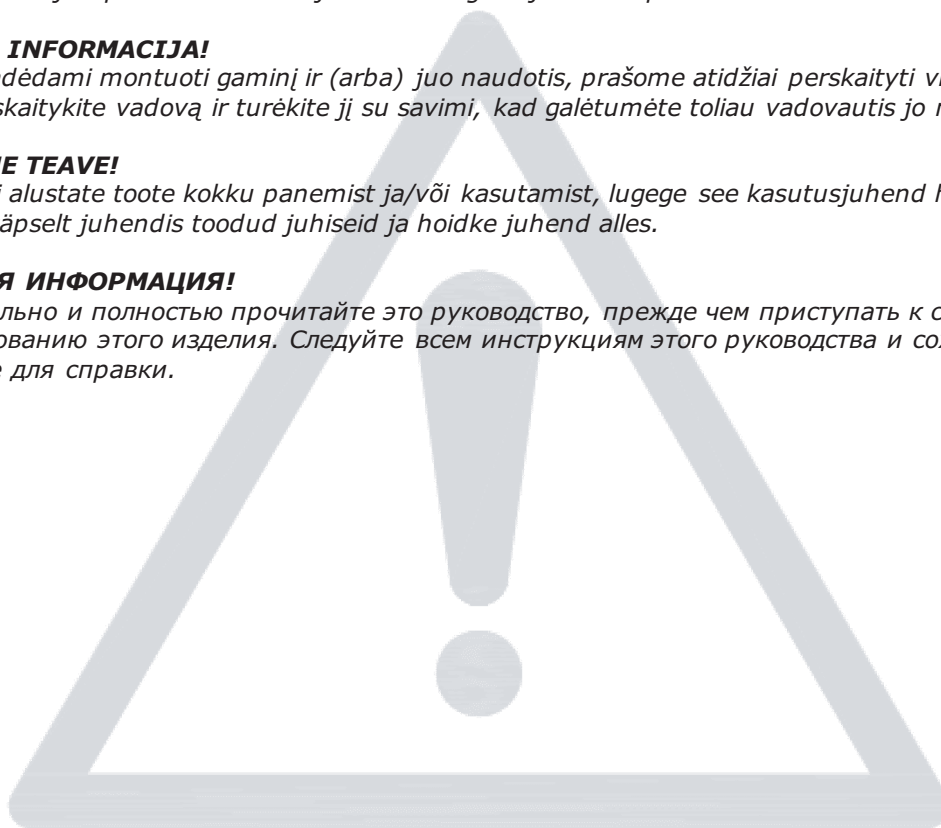 INFORMACIJA!
dėdami montuoti gaminį ir (arba) juo naudotis, prašome atidžiai perskaityti
skaitykite vadovą ir turėkite jį su savimi, kad galėtumėte toliau vadovautis jo
E TEAVE!
alustate toote kokku panemist ja/või kasutamist, lugege see kasutusjuhend
äpselt juhendis toodud juhiseid ja hoidke juhend alles.
Я ИНФОРМАЦИЯ!
льно и полностью прочитайте это руководство, прежде чем приступать к
ованию этого изделия. Следуйте всем инструкциям этого руководства и
е для справки.